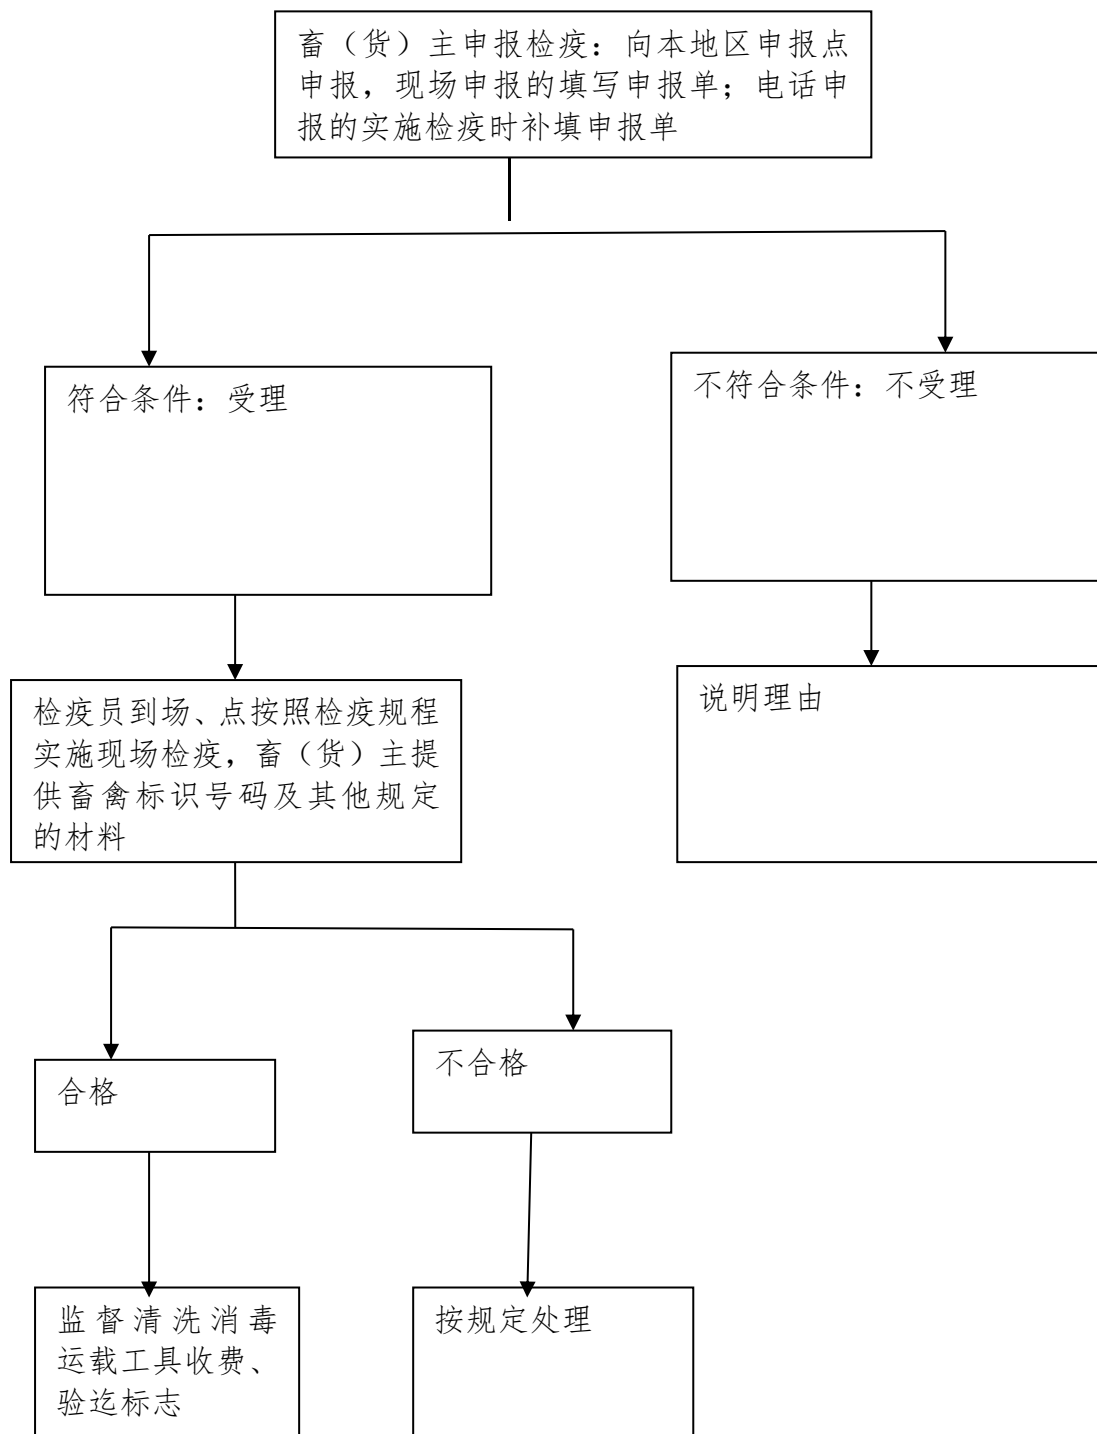 畜（货）主申报检疫：向本地区申报点
申报，现场申报的填写申报单；电话申
报的实施检疫时补填申报单
符合条件：受理
不符合条件：不受理
检疫员到场、点按照检疫规程
实施现场检疫，畜（货）主提
供畜禽标识号码及其他规定
的材料
说明理由
合格
不合格
监督清洗消毒
运载工具收费、
验讫标志
按规定处理